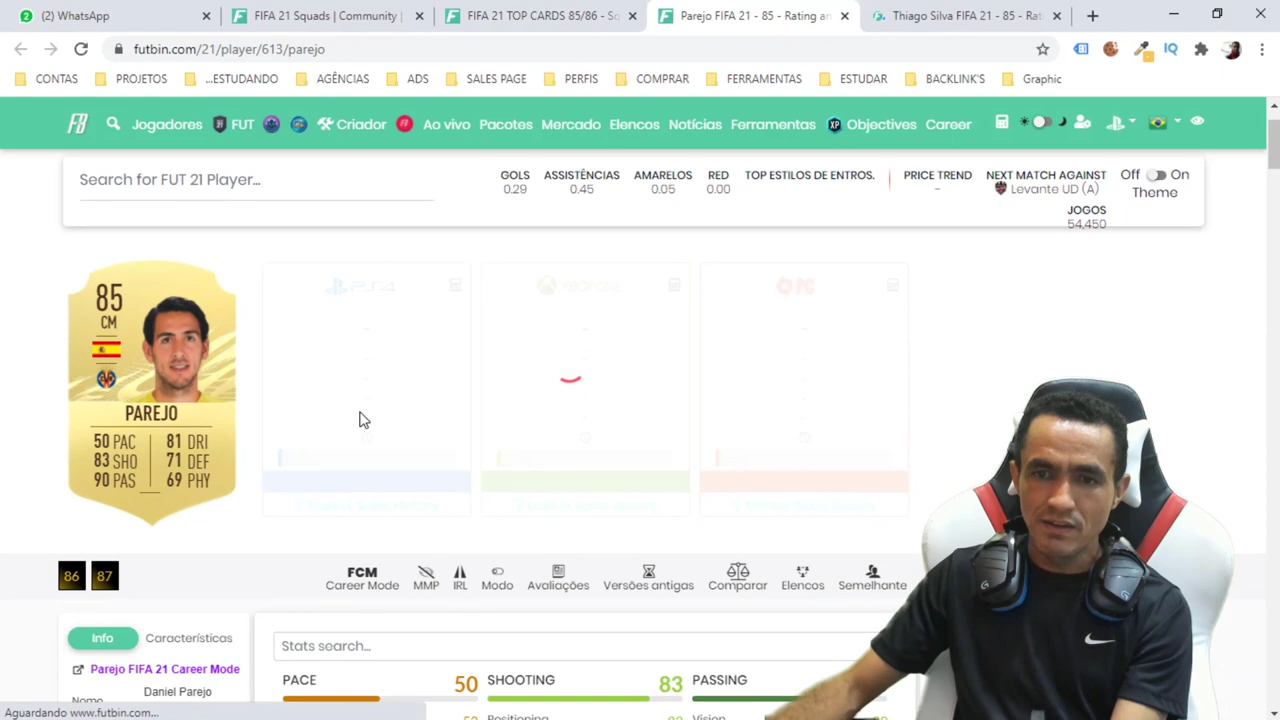 (2) WhatsApp
FIFA 21 Squads | Community |
FIFA 21 TOP CARDS 85/86 - Sq
Parejo FIFA 21 - 85 - Rating an
Thiago Silva FIFA 21 - 85 - Rat
futbin.com/21/player/613/parejo
IQ
CONTAS
PROJETOS
...ESTUDANDO
AGÊNCIAS
ADS
SALES PAGE
PERFIS
COMPRAR
FERRAMENTAS
ESTUDAR
BACKLINK'S
Graphic
Jogadores
FUT
Criador
Ao vivo
Pacotes
Mercado
Elencos
Notícias
Ferramentas
XP Objectives
Career
Search for FUT 21 Player...
GOLS
0.29
ASSISTÊNCIAS
0.45
AMARELOS
0.05
RED
0.00
TOP ESTILOS DE ENTROS.
PRICE TREND
-
NEXT MATCH AGAINST
Levante UD (A)
JOGOS
54,450
Off On
Theme
85
CM
PAREJO
50 PAC 81 DRI
83 SHO 71 DEF
90 PAS 69 PHY
PS4
PC
86 87
FCM
Career Mode
MMP
IRL
Modo
Avaliações
Versões antigas
Comparar
Elencos
Semelhante
Info
Características
Parejo FIFA 21 Career Mode
Nome
Daniel Parejo
Stats search...
PACE 50
SHOOTING 83
PASSING
Positioning
Vision
Aguardando www.futbin.com...